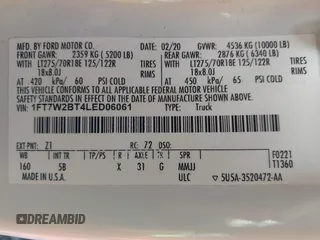 MFD. BY FORD MOTOR CO. DATE: 02/20 GVWR: 4536 KG (10000 LB)
FRONT GAWR: 2359 KG ( 5200 LB) REAR GAWR: 2876 KG ( 6340 LB)
WITH LT275/70R18E 125/122R TIRES WITH LT275/70R18E 125/122R TIRES
18x8.0J RIMS 18x8.0J RIMS
AT 420 kPa/ 60 PSI COLD AT 450 kPa/ 65 PSI COLD
THIS VEHICLE CONFORMS TO ALL APPLICABLE FEDERAL MOTOR VEHICLE
SAFETY STANDARDS IN EFFECT ON THE DATE OF MANUFACTURE SHOWN ABOVE.
VIN: 1FT7W2BT4LED06061 TYPE: Truck
F0221
T1360
EXT PNT: Z1 RC: 72 DSO:
WB INT TR TP/PS R AXLE TR SPR
160 5B X 31 G MMJJ
ULC 5U5A-3520472-AA
DREAMBID